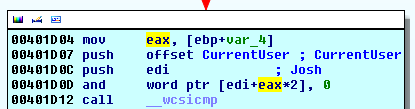 00401D04 mov eax, [ebp+var_4]
00401D07 push offset CurrentUser ; CurrentUser
00401D0C push edi ; Josh
00401D0D and word ptr [edi+eax*2], 0
00401D12 call __wcsicmp